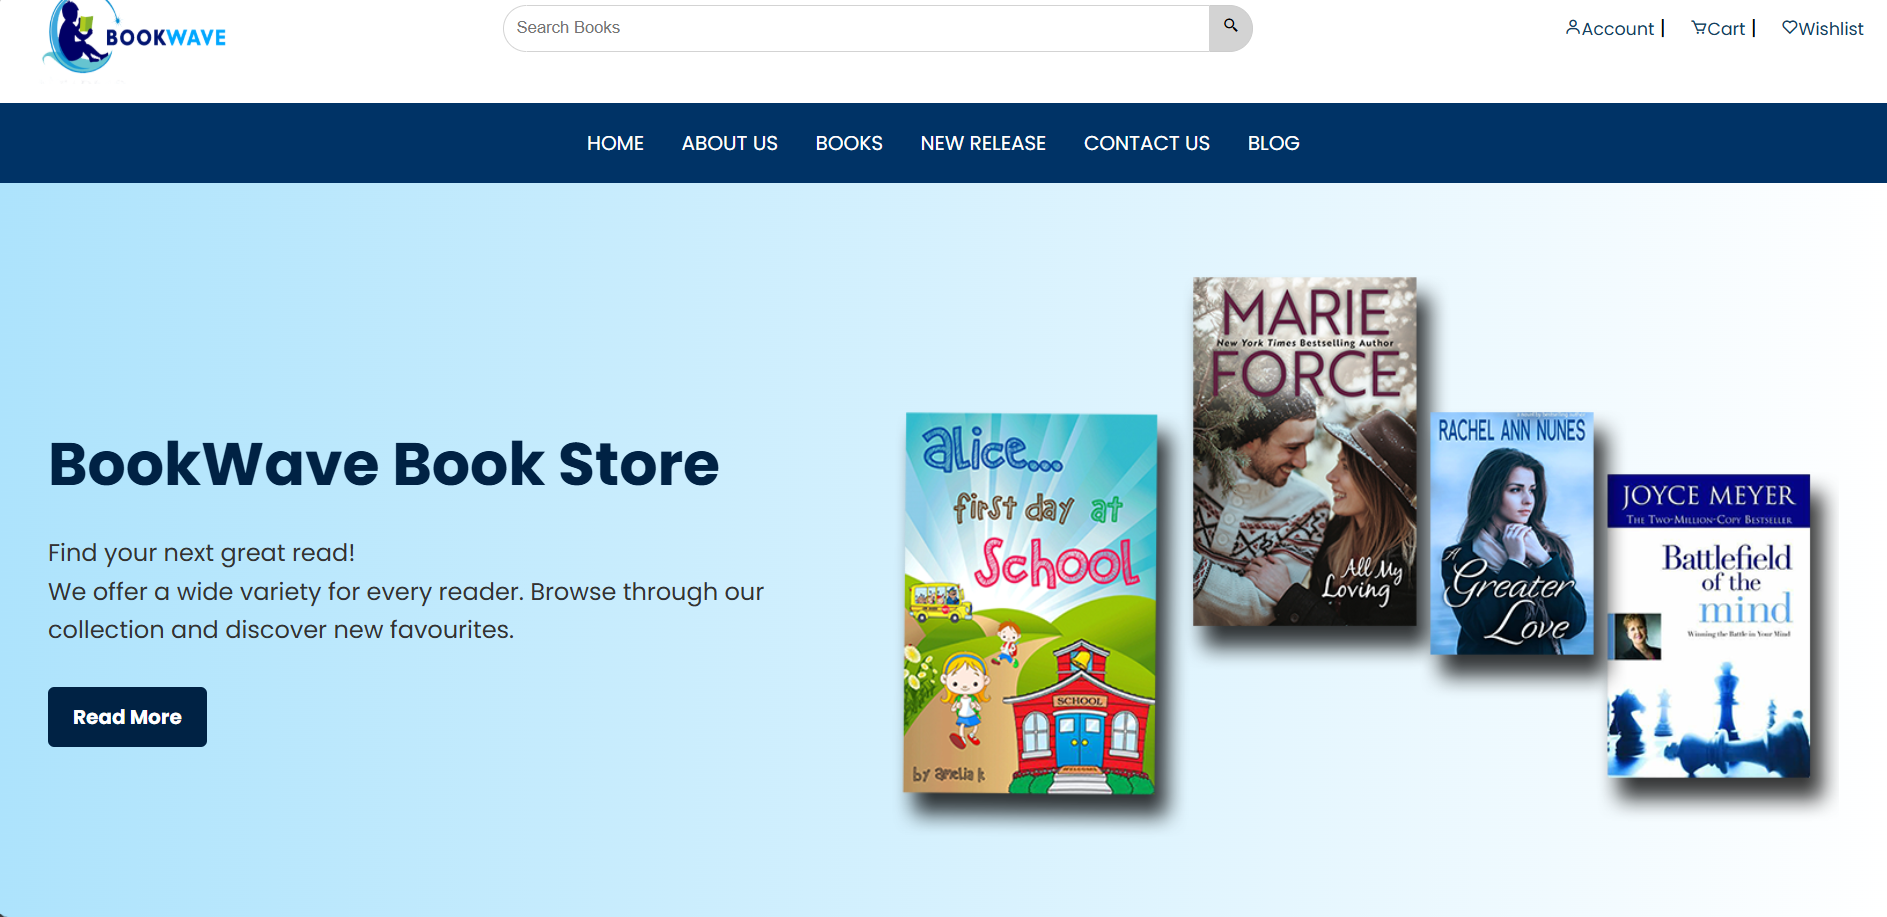 BOOKWAVE
Search Books
Account |
Cart |
Wishlist
HOME
ABOUT US
BOOKS
NEW RELEASE
CONTACT US
BLOG
BookWave Book Store
Find your next great read!
We offer a wide variety for every reader. Browse through our
collection and discover new favourites.
Read More
alice...
first day at
School
SCHOOL
WELCOME
by amelia k
MARIE
New York Times Bestselling Author
FORCE
All My
Loving
RACHEL ANN NUNES
A
Greater
Love
JOYCE MEYER
THE TWO-MILLION-COPY BESTSELLER
Battlefield
of the
mind
Winning the Battle in Your Mind